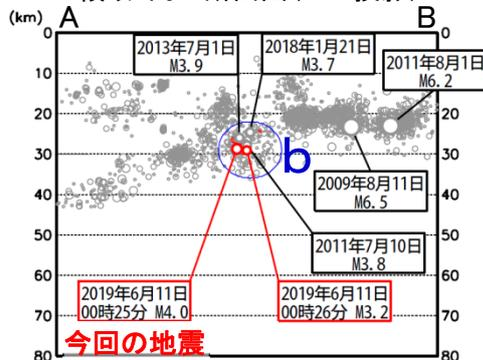 (km) A B
0 0
2013年7月1日
M3.9
2018年1月21日
M3.7
2011年8月1日
M6.2
10
20 20
30 30
b
2009年8月11日
M6.5
40 40
50 50
2011年7月10日
M3.8
60 60
2019年6月11日
00時25分 M4.0
2019年6月11日
00時26分 M3.2
70 70
今回の地震
80 80